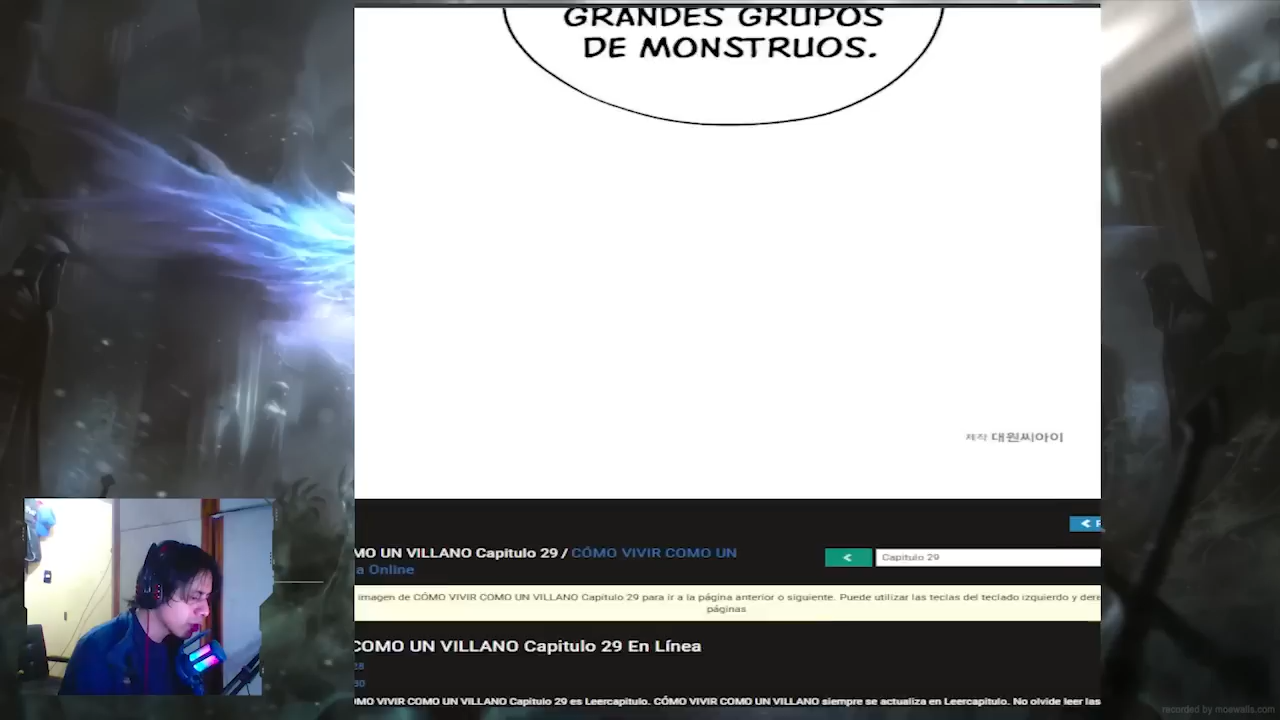 GRANDES GRUPOS
DE MONSTRUOS.
제작 대원씨아이
MO UN VILLANO Capitulo 29 / CÓMO VIVIR COMO UN
a Online
Capitulo 29
imagen de CÓMO VIVIR COMO UN VILLANO Capitulo 29 para ir a la página anterior o siguiente. Puede utilizar las teclas del teclado izquierdo y dere
páginas
COMO UN VILLANO Capitulo 29 En Línea
28
30
OMO VIVIR COMO UN VILLANO Capitulo 29 es Leercapitulo. CÓMO VIVIR COMO UN VILLANO siempre se actualiza en Leercapitulo. No olvide leer las
recorded by moewalls.com